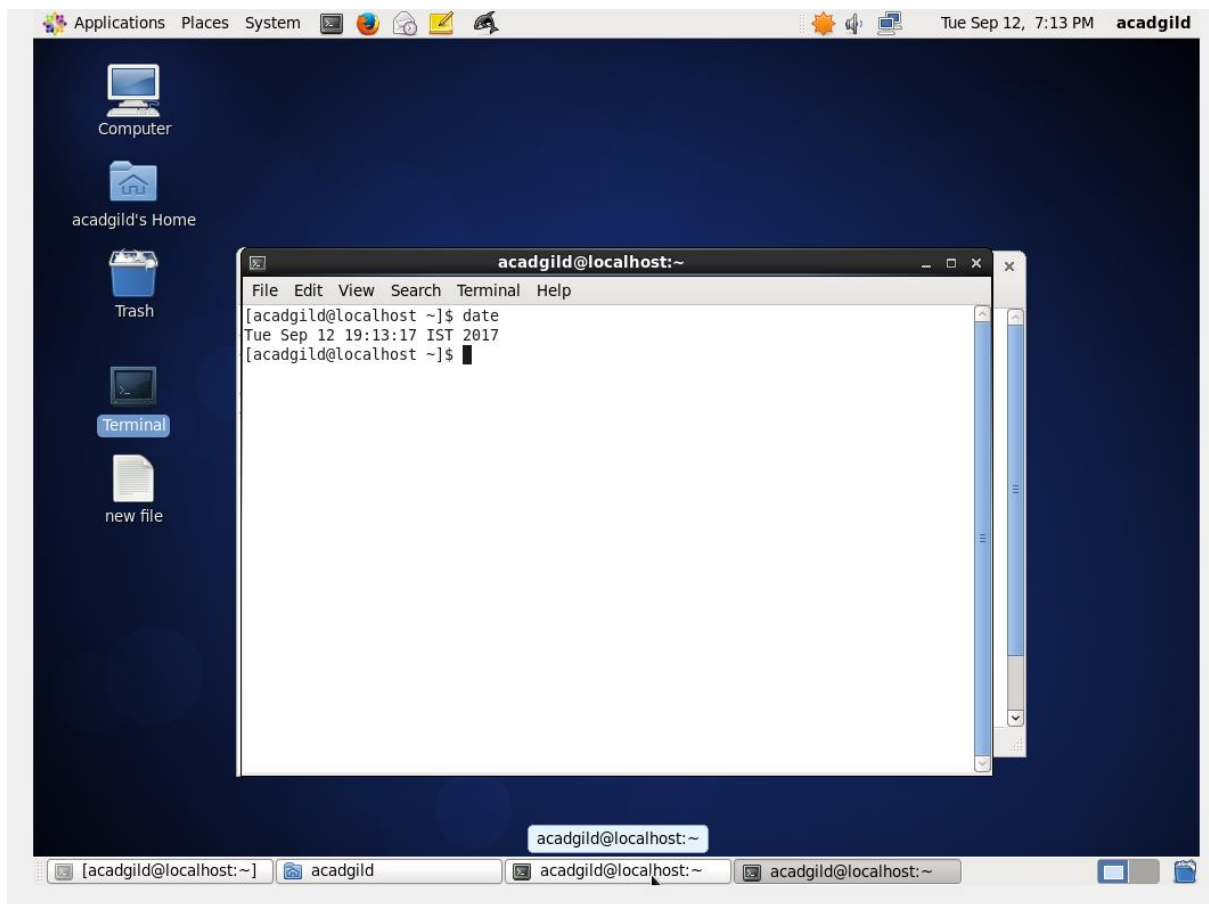 Applications Places System Tue Sep 12, 7:13 PM acadgild
Computer
acadgild's Home
Trash
Terminal
new file
acadgild@localhost:~
File Edit View Search Terminal Help
[acadgild@localhost ~]$ date
Tue Sep 12 19:13:17 IST 2017
[acadgild@localhost ~]$
acadgild@localhost:~
[acadgild@localhost:~] acadgild acadgild@localhost:~ acadgild@localhost:~